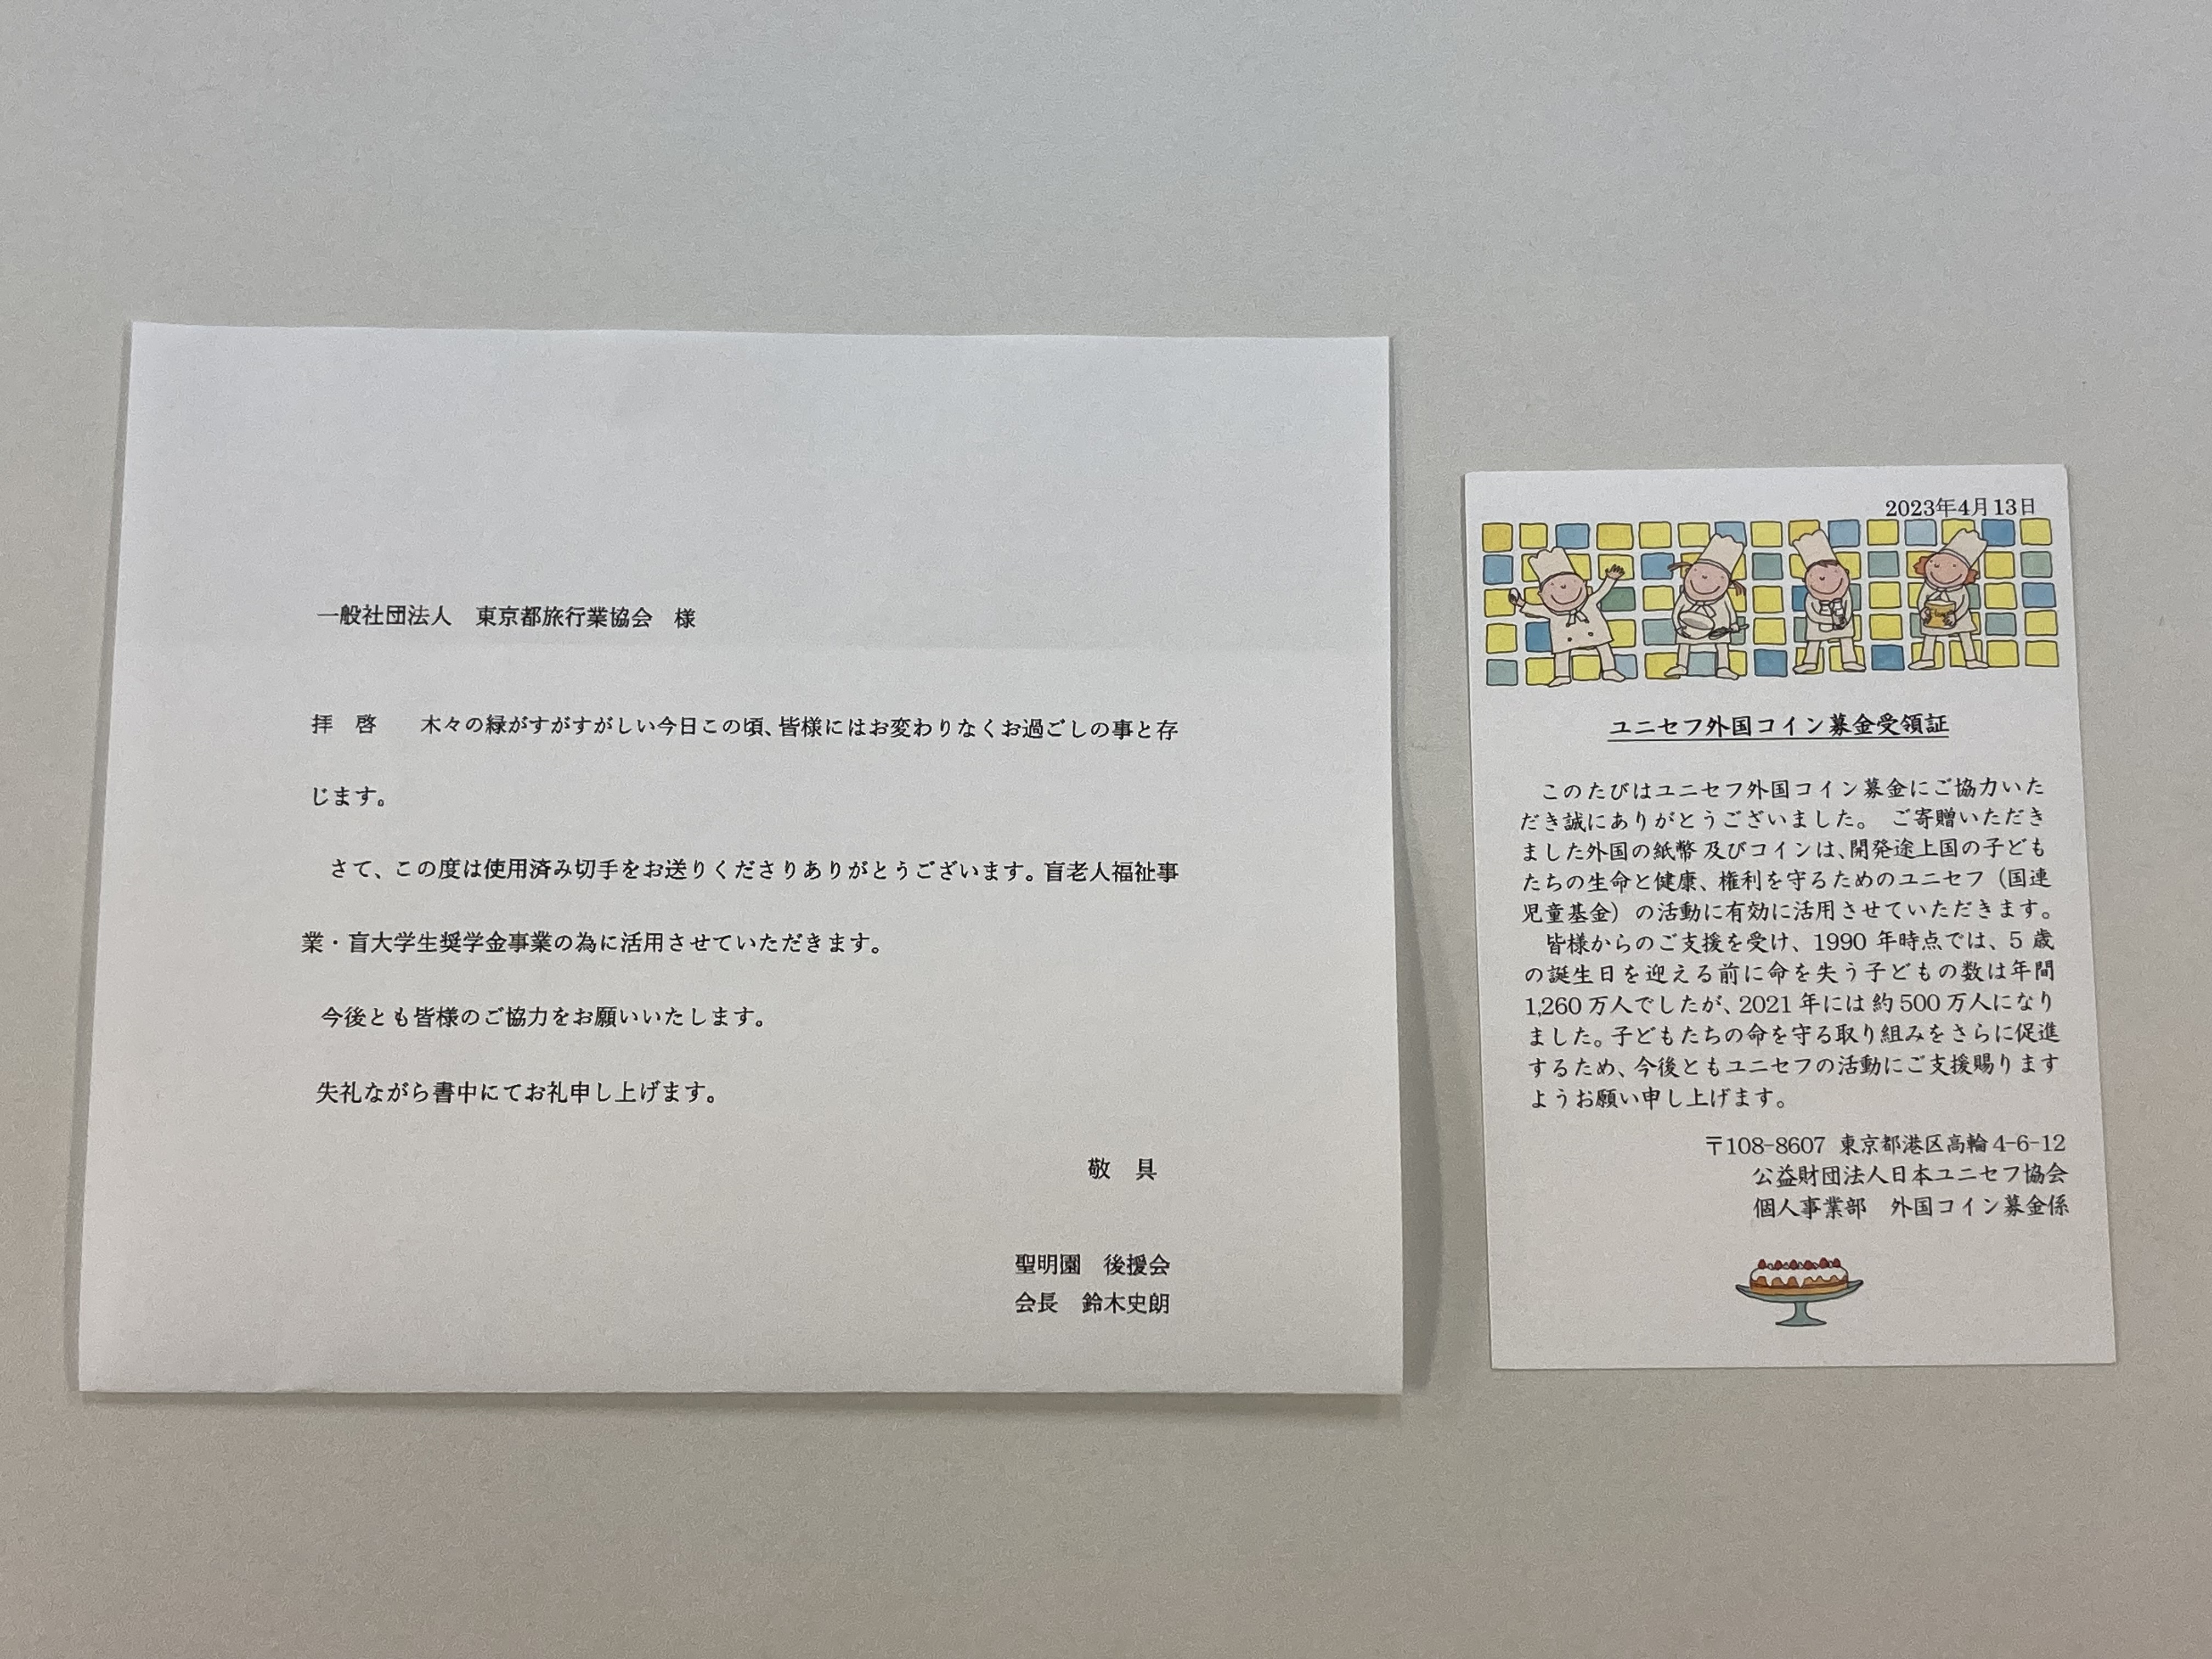 一般社団法人　東京都旅行業協会　様
拝　啓　　木々の緑がすがすがしい今日この頃、皆様にはお変わりなくお過ごしの事と存
じます。
さて、この度は使用済み切手をお送りくださりありがとうございます。盲老人福祉事
業・盲大学生奨学金事業の為に活用させていただきます。
今後とも皆様のご協力をお願いいたします。
失礼ながら書中にてお礼申し上げます。
敬　具
聖明園　後援会
会長　鈴木史朗
2023年4月13日
ユニセフ外国コイン募金受領証
このたびはユニセフ外国コイン募金にご協力いた
だき誠にありがとうございました。 ご寄贈いただき
ました外国の紙幣 及びコインは、開発途上国の子ども
たちの生命と健康、権利を守るためのユニセフ（国連
児童基金）の活動に有効に活用させていただきます。
皆様からのご支援を受け、1990 年時点では、5 歳
の誕生日を迎える前に命を失う子どもの数は年間
1,260 万人でしたが、2021 年には 約 500 万人になり
ました。子どもたちの命を守る取り組みをさらに促進
するため、今後ともユニセフの活動にご支援賜ります
ようお願い申し上げます。
〒108-8607 東京都港区高輪 4-6-12
公益財団法人日本ユニセフ協会
個人事業部　外国コイン募金係